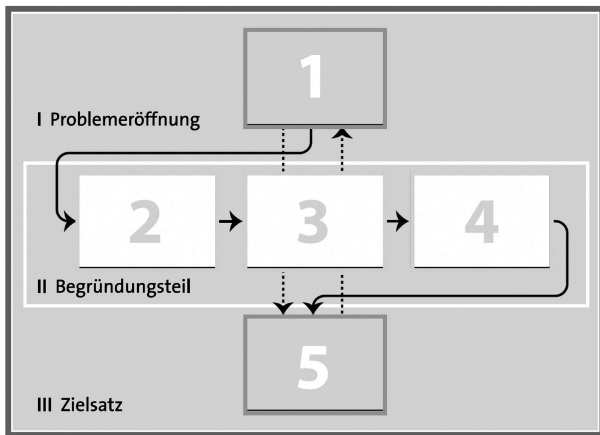 1
I Problemeröffnung
2 3 4
II Begründungsteil
5
III Zielsatz